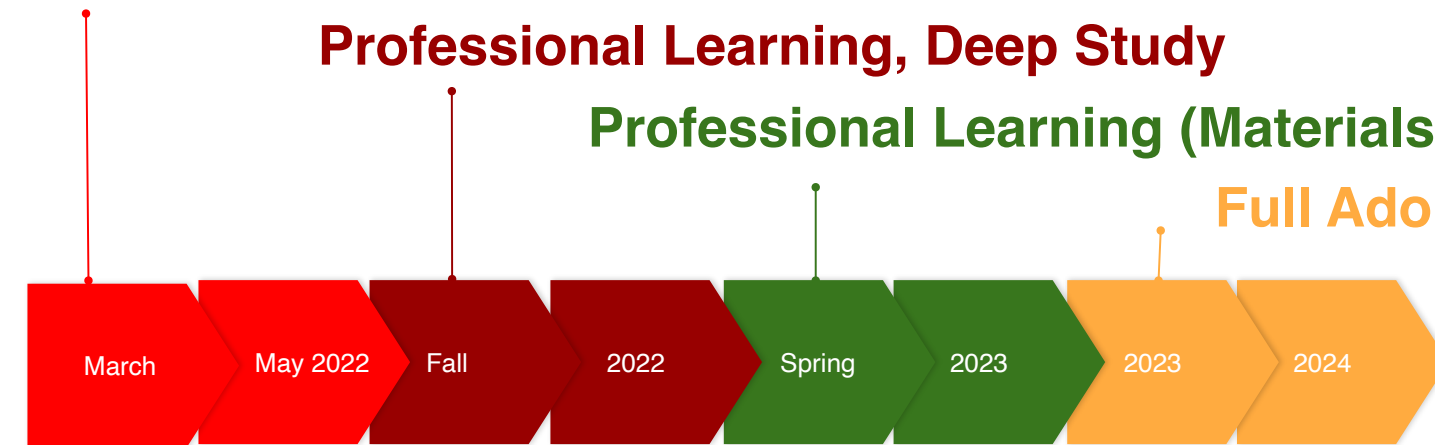 Professional Learning, Deep Study
Professional Learning (Materials
Full Ado
March May 2022 Fall 2022 Spring 2023 2023 2024